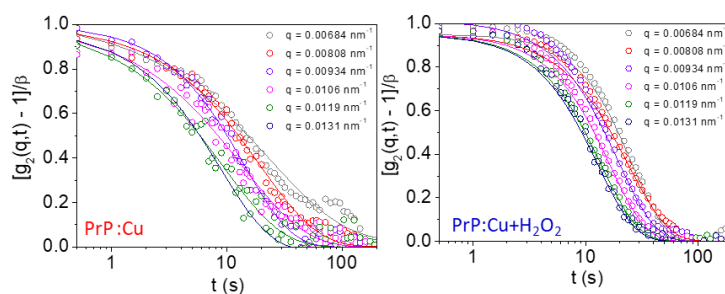 [g₂(q,t) - 1]/β
1.0
0.8
0.6
0.4
0.2
0.0
q = 0.00684 nm⁻¹
q = 0.00808 nm⁻¹
q = 0.00934 nm⁻¹
q = 0.0106 nm⁻¹
q = 0.0119 nm⁻¹
q = 0.0131 nm⁻¹
PrP:Cu
1 10 100
t (s)
[g₂(q,t) - 1]/β
1.0
0.8
0.6
0.4
0.2
0.0
q = 0.00684 nm⁻¹
q = 0.00808 nm⁻¹
q = 0.00934 nm⁻¹
q = 0.0106 nm⁻¹
q = 0.0119 nm⁻¹
q = 0.0131 nm⁻¹
PrP:Cu+H₂O₂
1 10 100
t (s)